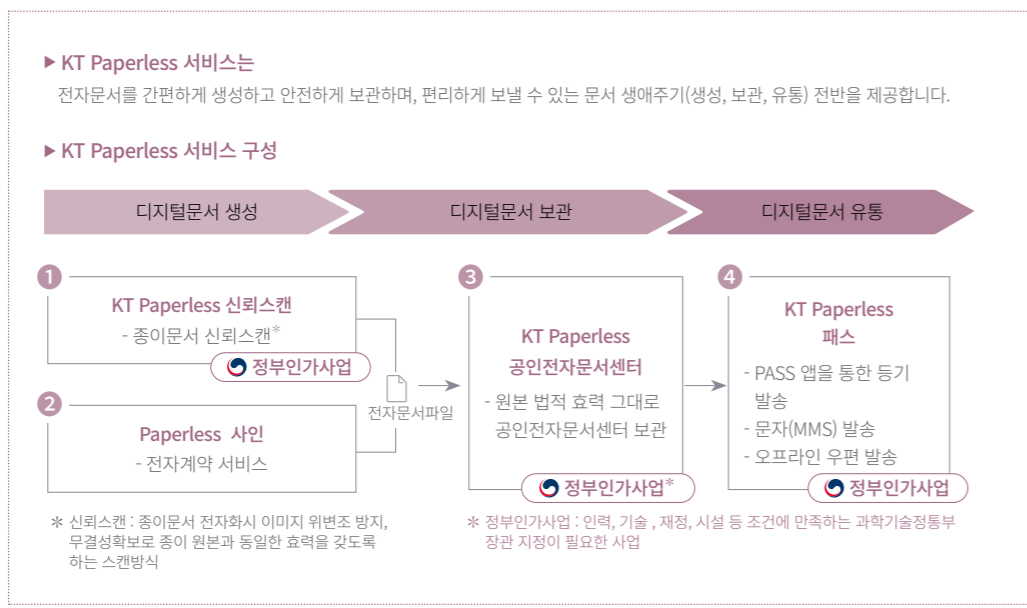 ▶ KT Paperless 서비스는
전자문서를 간편하게 생성하고 안전하게 보관하며, 편리하게 보낼 수 있는 문서 생애주기(생성, 보관, 유통) 전반을 제공합니다.
▶ KT Paperless 서비스 구성
디지털문서 생성
디지털문서 보관
디지털문서 유통
1
KT Paperless 신뢰스캔
- 종이문서 신뢰스캔*
정부인가사업
2
Paperless 사인
- 전자계약 서비스
전자문서파일
3
KT Paperless
공인전자문서센터
- 원본 법적 효력 그대로
공인전자문서센터 보관
정부인가사업*
4
KT Paperless
패스
- PASS 앱을 통한 등기
발송
- 문자(MMS) 발송
- 오프라인 우편 발송
정부인가사업
* 신뢰스캔 : 종이문서 전자화시 이미지 위변조 방지,
무결성확보로 종이 원본과 동일한 효력을 갖도록
하는 스캔방식
* 정부인가사업 : 인력, 기술 , 재정, 시설 등 조건에 만족하는 과학기술정통부
장관 지정이 필요한 사업